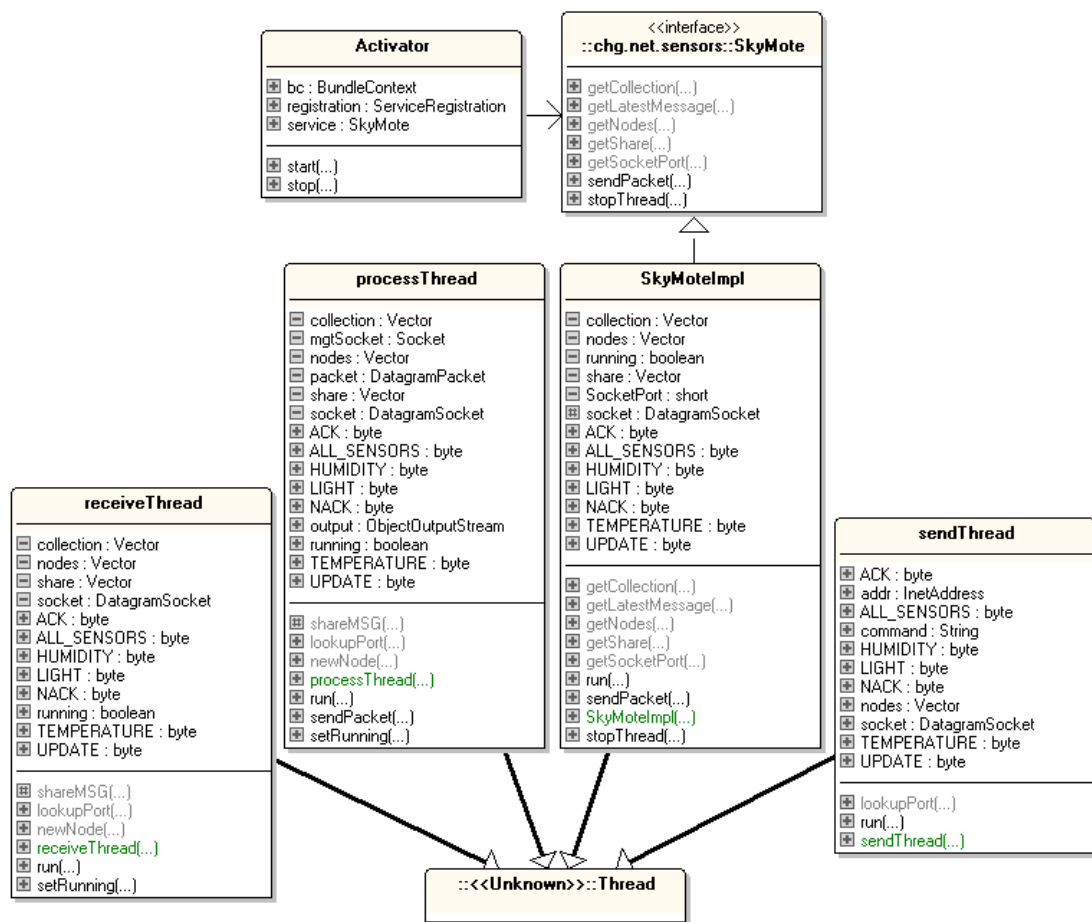 Activator
bc : BundleContext
registration : ServiceRegistration
service : SkyMote
start(...)
stop(...)
<<interface>>
::chg.net.sensors::SkyMote
getCollection(...)
getLatestMessage(...)
getNodes(...)
getShare(...)
getSocketPort(...)
sendPacket(...)
stopThread(...)
processThread
collection : Vector
mgtSocket : Socket
nodes : Vector
packet : DatagramPacket
share : Vector
socket : DatagramSocket
ACK : byte
ALL_SENSORS : byte
HUMIDITY : byte
LIGHT : byte
NACK : byte
output : ObjectOutputStream
running : boolean
TEMPERATURE : byte
UPDATE : byte
shareMSG(...)
lookupPort(...)
newNode(...)
processThread(...)
run(...)
sendPacket(...)
setRunning(...)
SkyMoteImpl
collection : Vector
nodes : Vector
running : boolean
share : Vector
SocketPort : short
socket : DatagramSocket
ACK : byte
ALL_SENSORS : byte
HUMIDITY : byte
LIGHT : byte
NACK : byte
TEMPERATURE : byte
UPDATE : byte
getCollection(...)
getLatestMessage(...)
getNodes(...)
getShare(...)
getSocketPort(...)
run(...)
sendPacket(...)
SkyMoteImpl(...)
stopThread(...)
receiveThread
collection : Vector
nodes : Vector
share : Vector
socket : DatagramSocket
ACK : byte
ALL_SENSORS : byte
HUMIDITY : byte
LIGHT : byte
NACK : byte
running : boolean
TEMPERATURE : byte
UPDATE : byte
shareMSG(...)
lookupPort(...)
newNode(...)
receiveThread(...)
run(...)
setRunning(...)
sendThread
ACK : byte
addr : InetAddress
ALL_SENSORS : byte
command : String
HUMIDITY : byte
LIGHT : byte
NACK : byte
nodes : Vector
socket : DatagramSocket
TEMPERATURE : byte
UPDATE : byte
lookupPort(...)
run(...)
sendThread(...)
::<<Unknown>>::Thread